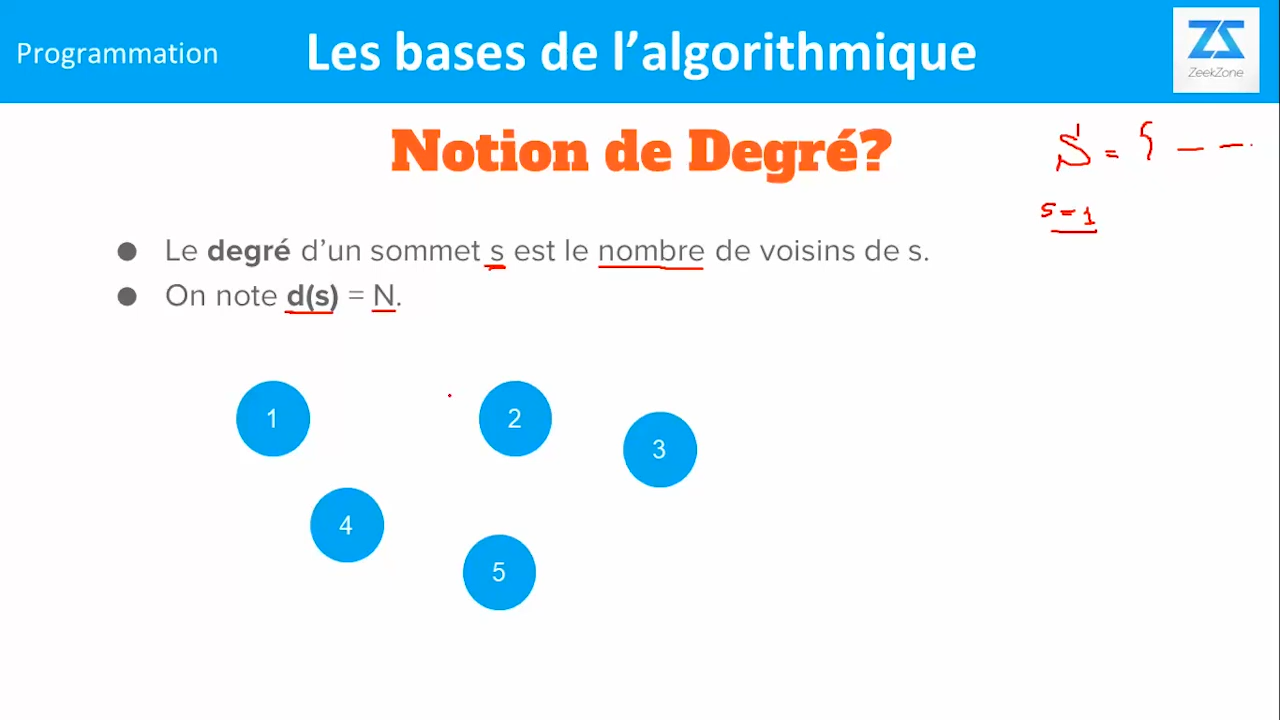 Programmation
Les bases de l’algorithmique
ZS
ZeekZone
Notion de Degré?
S = { — —
s = 1
● Le degré d’un sommet s est le nombre de voisins de s.
● On note d(s) = N.
1
2
3
4
5